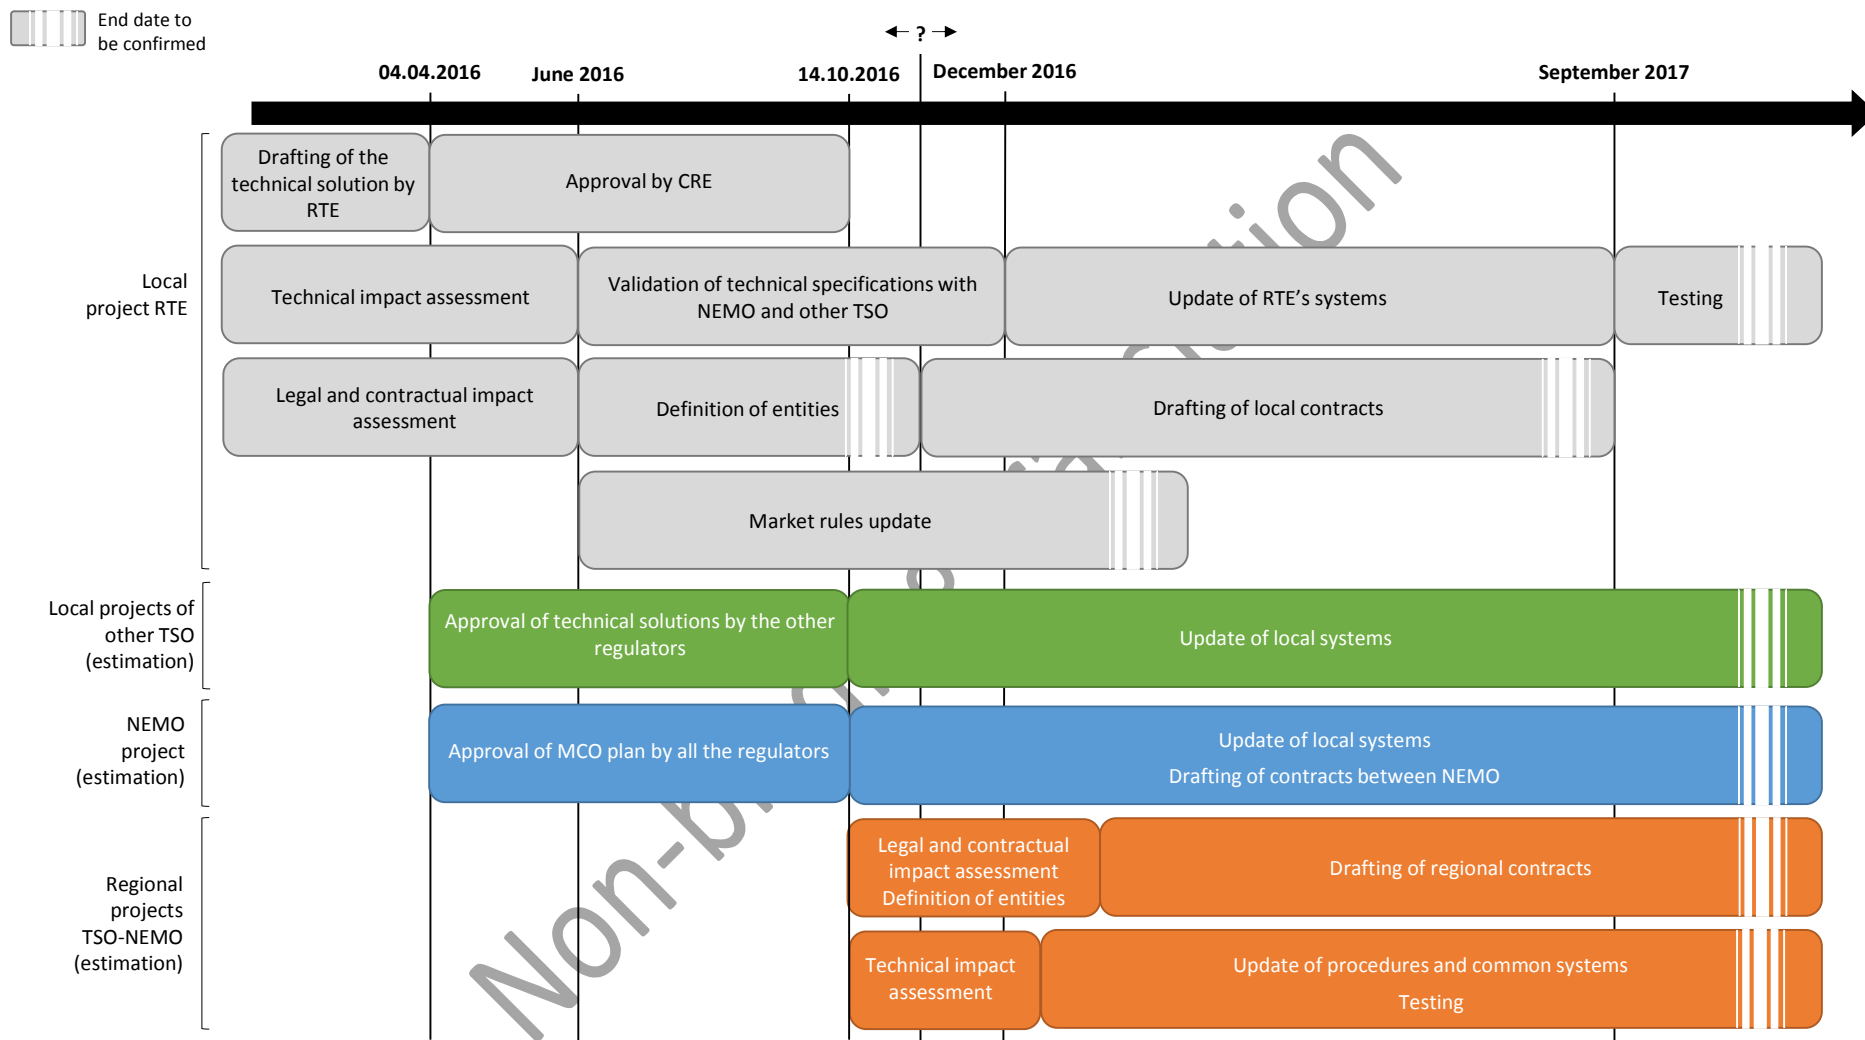 End date to
be confirmed
?
04.04.2016
June 2016
14.10.2016
December 2016
September 2017
Local
project RTE
Drafting of the
technical solution by
RTE
Approval by CRE
Technical impact assessment
Validation of technical specifications with
NEMO and other TSO
Update of RTE's systems
Testing
Legal and contractual impact
assessment
Definition of entities
Drafting of local contracts
Market rules update
Local projects of
other TSO
(estimation)
Approval of technical solutions by the other
regulators
Update of local systems
NEMO
project
(estimation)
Approval of MCO plan by all the regulators
Update of local systems
Drafting of contracts between NEMO
Regional
projects
TSO-NEMO
(estimation)
Legal and contractual
impact assessment
Definition of entities
Drafting of regional contracts
Technical impact
assessment
Update of procedures and common systems
Testing